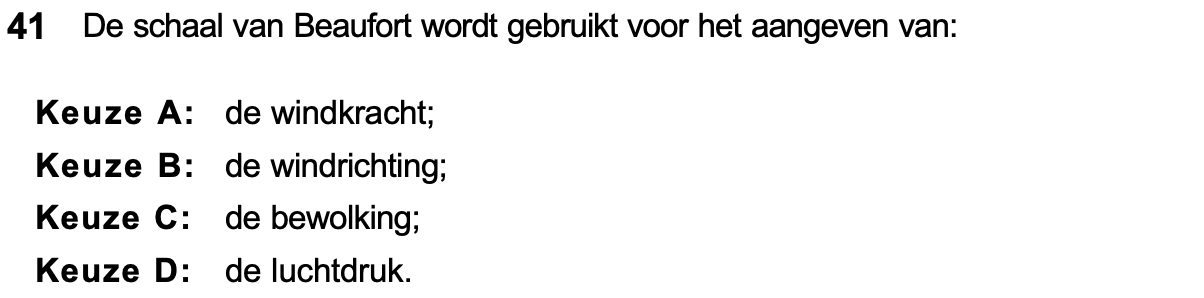 41 De schaal van Beaufort wordt gebruikt voor het aangeven van:
Keuze A: de windkracht;
Keuze B: de windrichting;
Keuze C: de bewolking;
Keuze D: de luchtdruk.